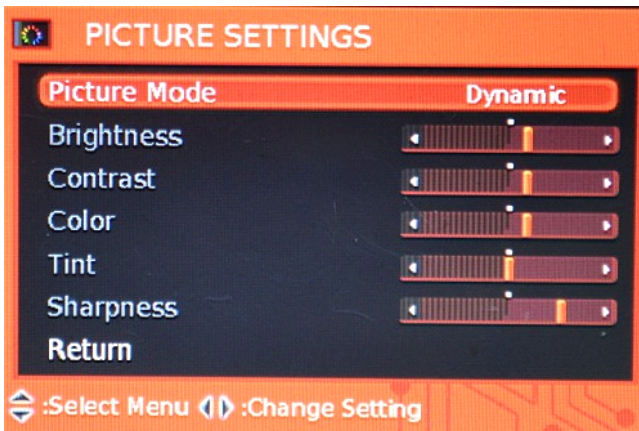 PICTURE SETTINGS
Picture Mode Dynamic
Brightness
Contrast
Color
Tint
Sharpness
Return
:Select Menu :Change Setting